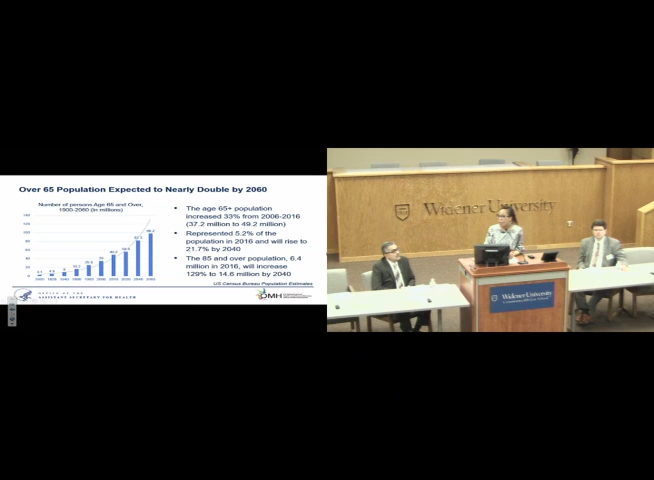 Over 65 Population Expected to Nearly Double by 2060
Number of persons Age 65 and Over,
1900-2060 (in millions)
The age 65+ population
increased 33% from 2006-2016
(37.2 million to 49.2 million)
Represented 5.2% of the
population in 2016 and will rise to
21.7% by 2040
The 85 and over population, 6.4
million in 2016, will increase
129% to 14.6 million by 2040
US Census Bureau Population Estimates
ASSISTANT SECRETARY FOR HEALTH
OMH
Widener University
Widener University